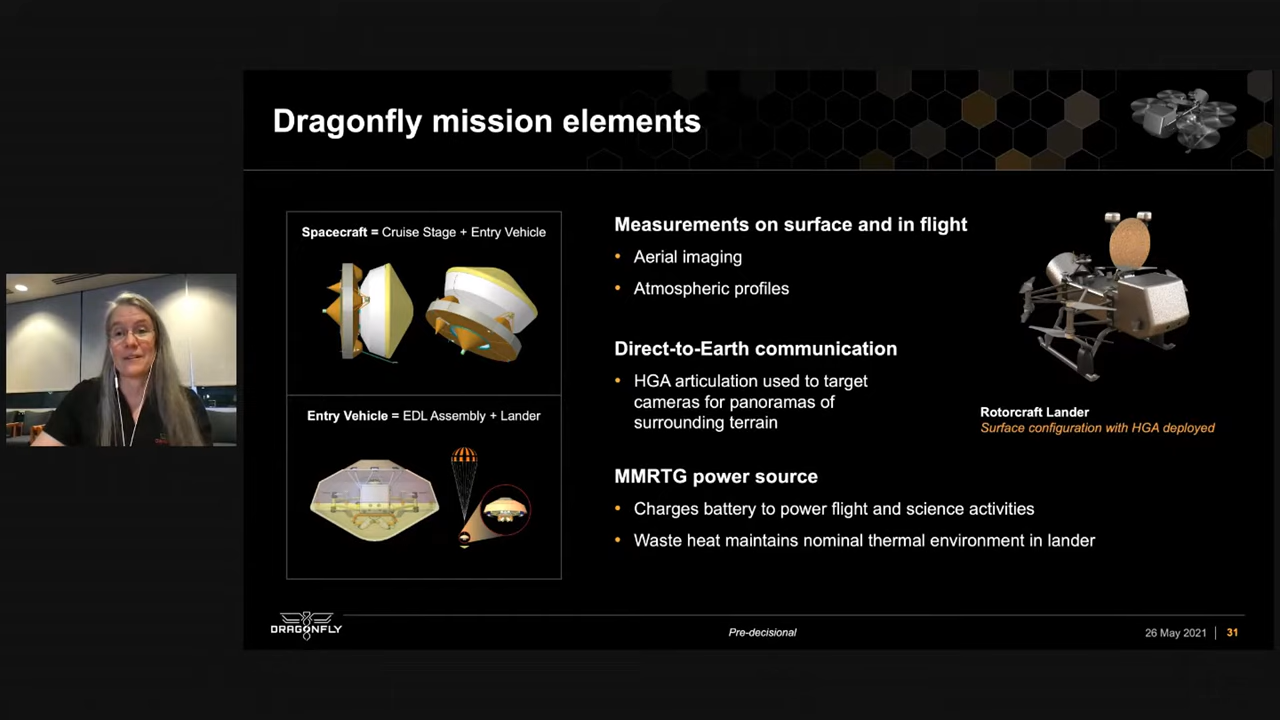 Dragonfly mission elements
Spacecraft = Cruise Stage + Entry Vehicle
Entry Vehicle = EDL Assembly + Lander
Measurements on surface and in flight
• Aerial imaging
• Atmospheric profiles
Direct-to-Earth communication
• HGA articulation used to target
cameras for panoramas of
surrounding terrain
MMRTG power source
• Charges battery to power flight and science activities
• Waste heat maintains nominal thermal environment in lander
Rotorcraft Lander
Surface configuration with HGA deployed
DRAGONFLY
Pre-decisional
26 May 2021 | 31